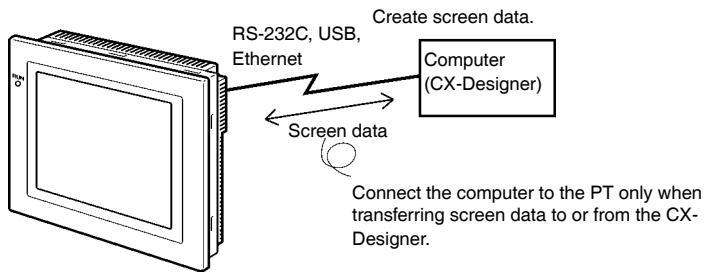 Create screen data.
RS-232C, USB,
Ethernet
Computer
(CX-Designer)
RUN
Screen data
Connect the computer to the PT only when
transferring screen data to or from the CX-
Designer.